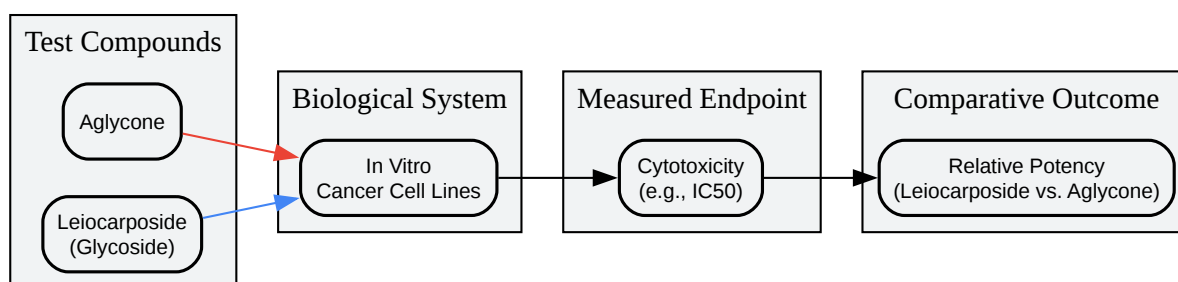 Test Compounds
Aglycone
Leiocarposide
(Glycoside)
Biological System
In Vitro
Cancer Cell Lines
Measured Endpoint
Cytotoxicity
(e.g., IC50)
Comparative Outcome
Relative Potency
(Leiocarposide vs. Aglycone)